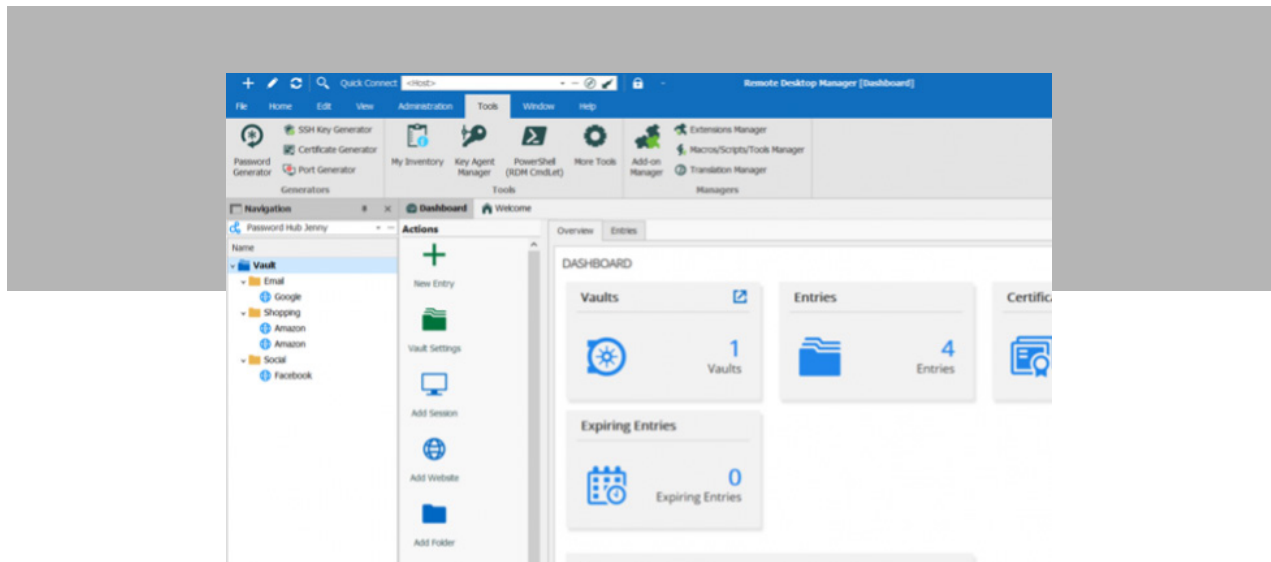 Quick Connect <Host> Remote Desktop Manager [Dashboard]
File Home Edit View Administration Tools Window Help
SSH Key Generator
Certificate Generator
Port Generator
Password Generator
Generators
My Inventory
Key Agent Manager
PowerShell (RDM CmdLet)
More Tools
Tools
Add-on Manager
Extensions Manager
Macros/Scripts/Tools Manager
Translation Manager
Managers
Navigation
Password Hub Jenny
Name
Vault
Email
Google
Shopping
Amazon
Amazon
Social
Facebook
Dashboard Welcome
Actions
New Entry
Vault Settings
Add Session
Add Website
Add Folder
Overview Entries
DASHBOARD
Vaults
1
Vaults
Entries
4
Entries
Certific
Expiring Entries
0
Expiring Entries